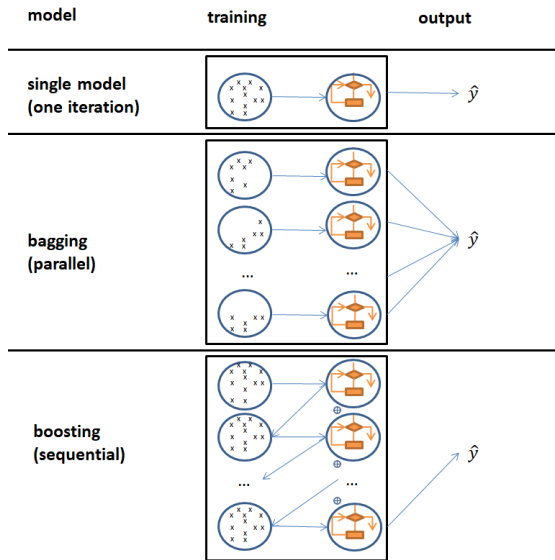 model training output
single model
(one iteration)
ŷ
bagging
(parallel)
... ...
ŷ
boosting
(sequential)
⊕
⊕
... ...
⊕
ŷ